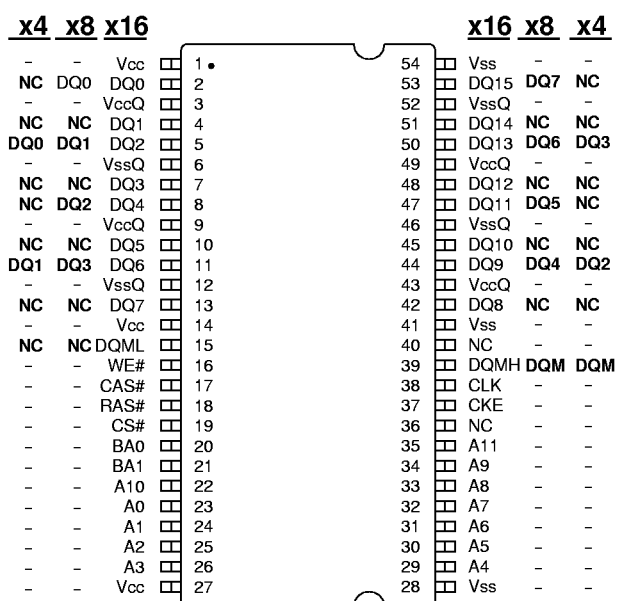 x4 x8 x16 x16 x8 x4
- - Vcc 1 54 Vss - -
NC DQ0 DQ0 2 53 DQ15 DQ7 NC
- - VccQ 3 52 VssQ - -
NC NC DQ1 4 51 DQ14 NC NC
DQ0 DQ1 DQ2 5 50 DQ13 DQ6 DQ3
- - VssQ 6 49 VccQ - -
NC NC DQ3 7 48 DQ12 NC NC
NC DQ2 DQ4 8 47 DQ11 DQ5 NC
- - VccQ 9 46 VssQ - -
NC NC DQ5 10 45 DQ10 NC NC
DQ1 DQ3 DQ6 11 44 DQ9 DQ4 DQ2
- - VssQ 12 43 VccQ - -
NC NC DQ7 13 42 DQ8 NC NC
- - Vcc 14 41 Vss - -
NC NC DQML 15 40 NC - -
- - WE# 16 39 DQMH DQM DQM
- - CAS# 17 38 CLK - -
- - RAS# 18 37 CKE - -
- - CS# 19 36 NC - -
- - BA0 20 35 A11 - -
- - BA1 21 34 A9 - -
- - A10 22 33 A8 - -
- - A0 23 32 A7 - -
- - A1 24 31 A6 - -
- - A2 25 30 A5 - -
- - A3 26 29 A4 - -
- - Vcc 27 28 Vss - -